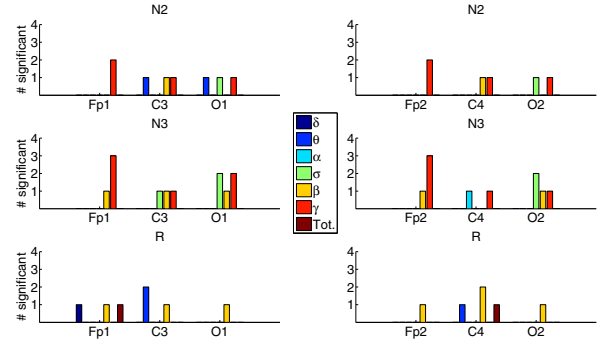 N2
4
3
2
1
# significant
Fp1 C3 O1
N2
4
3
2
1
Fp2 C4 O2
N3
4
3
2
1
# significant
Fp1 C3 O1
δ
θ
α
σ
β
γ
Tot.
N3
4
3
2
1
Fp2 C4 O2
R
4
3
2
1
# significant
Fp1 C3 O1
R
4
3
2
1
Fp2 C4 O2